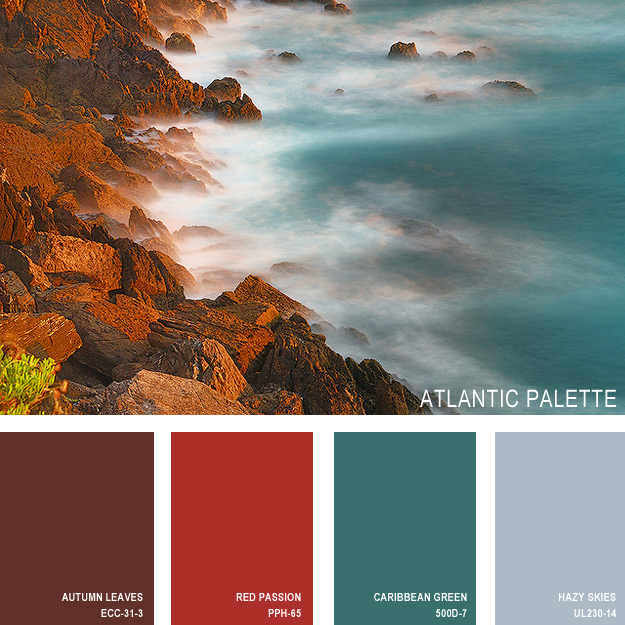 ATLANTIC PALETTE
AUTUMN LEAVES
ECC-31-3
RED PASSION
PPH-65
CARIBBEAN GREEN
500D-7
HAZY SKIES
UL230-14